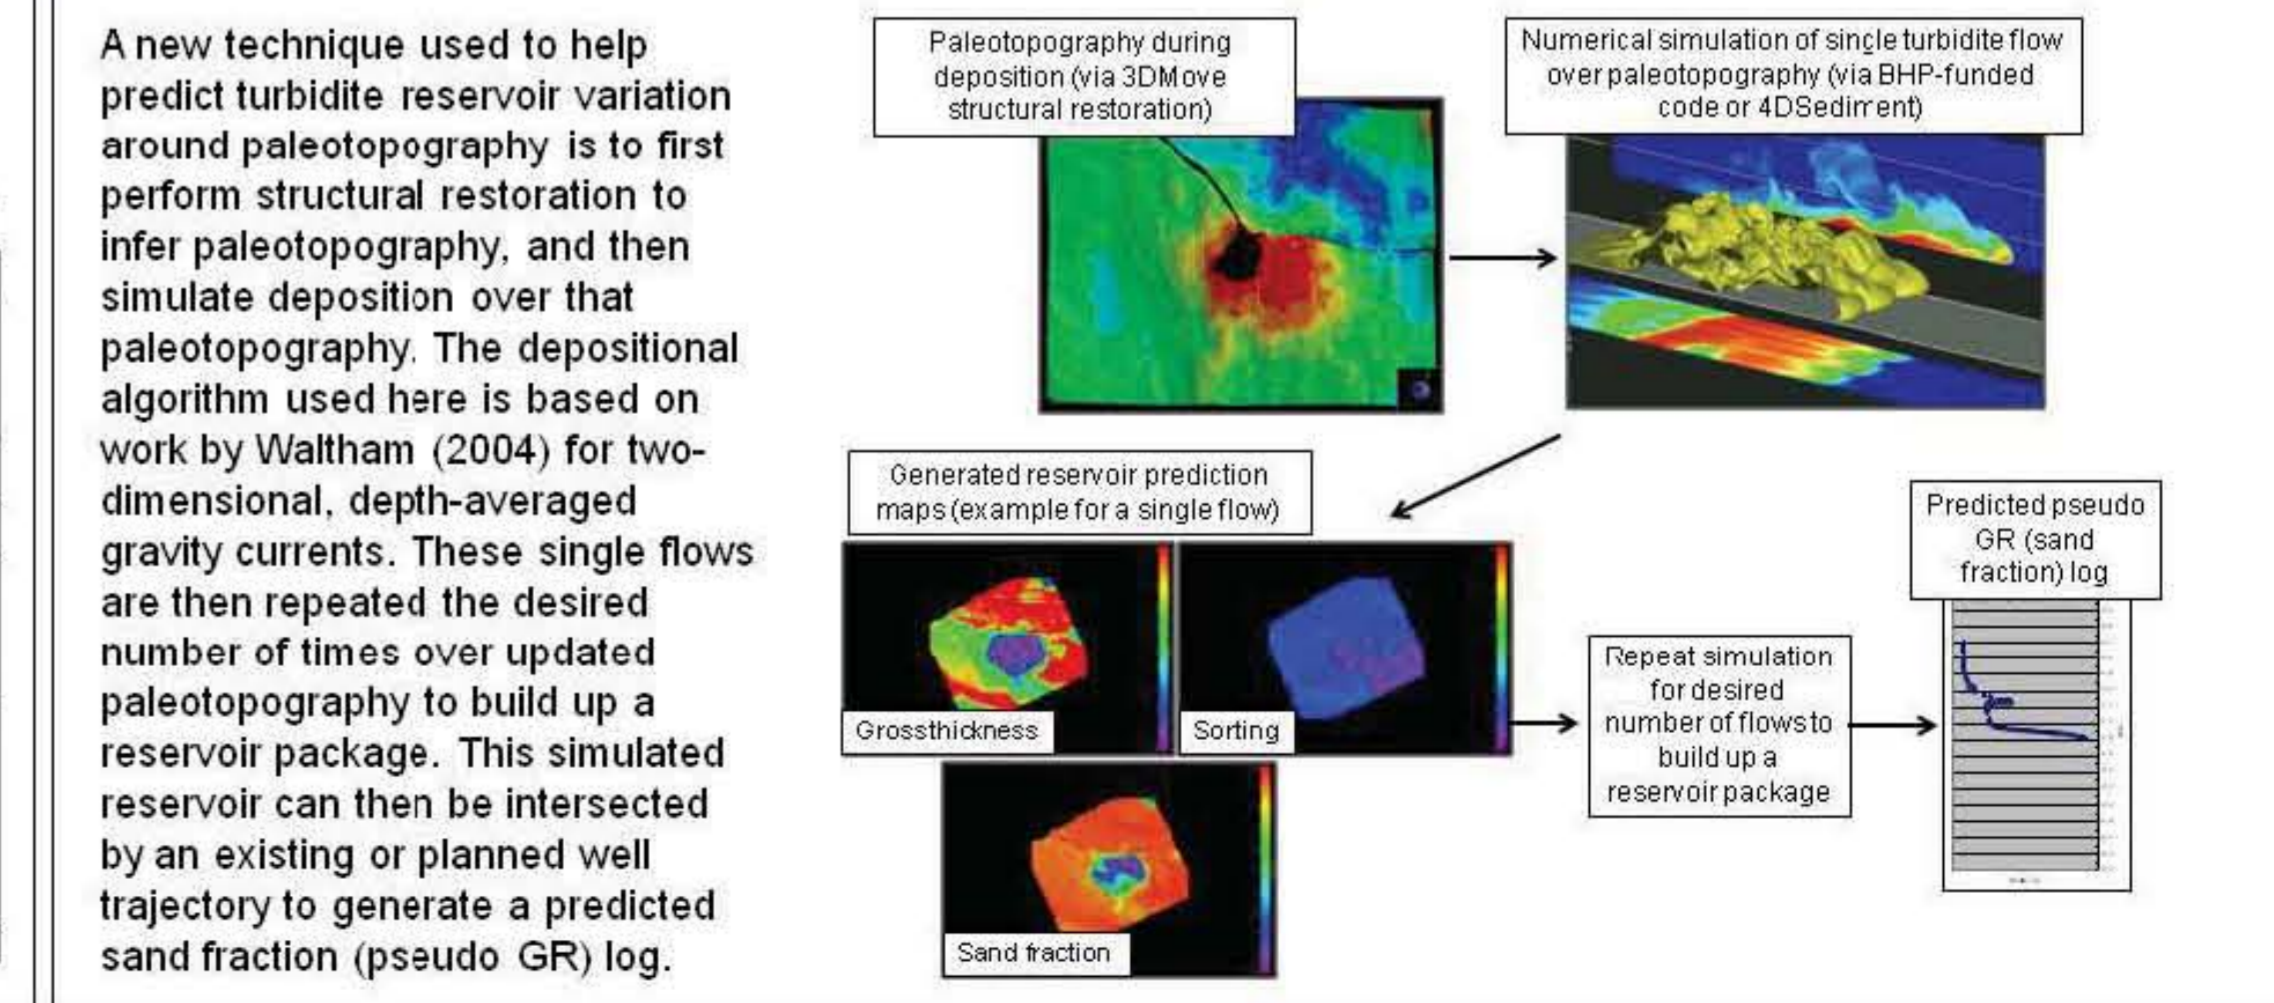 A new technique used to help
predict turbidite reservoir variation
around paleotopography is to first
perform structural restoration to
infer paleotopography, and then
simulate deposition over that
paleotopography. The depositional
algorithm used here is based on
work by Waltham (2004) for two-
dimensional, depth-averaged
gravity currents. These single flows
are then repeated the desired
number of times over updated
paleotopography to build up a
reservoir package. This simulated
reservoir can then be intersected
by an existing or planned well
trajectory to generate a predicted
sand fraction (pseudo GR) log.
Paleotopography during
deposition (via 3DMove
structural restoration)
Numerical simulation of single turbidite flow
over paleotopography (via BHP-funded
code or 4DSediment)
Generated reservoir prediction
maps (example for a single flow)
Gross thickness
Sorting
Sand fraction
Repeat simulation
for desired
number of flows to
build up a
reservoir package
Predicted pseudo
GR (sand
fraction) log